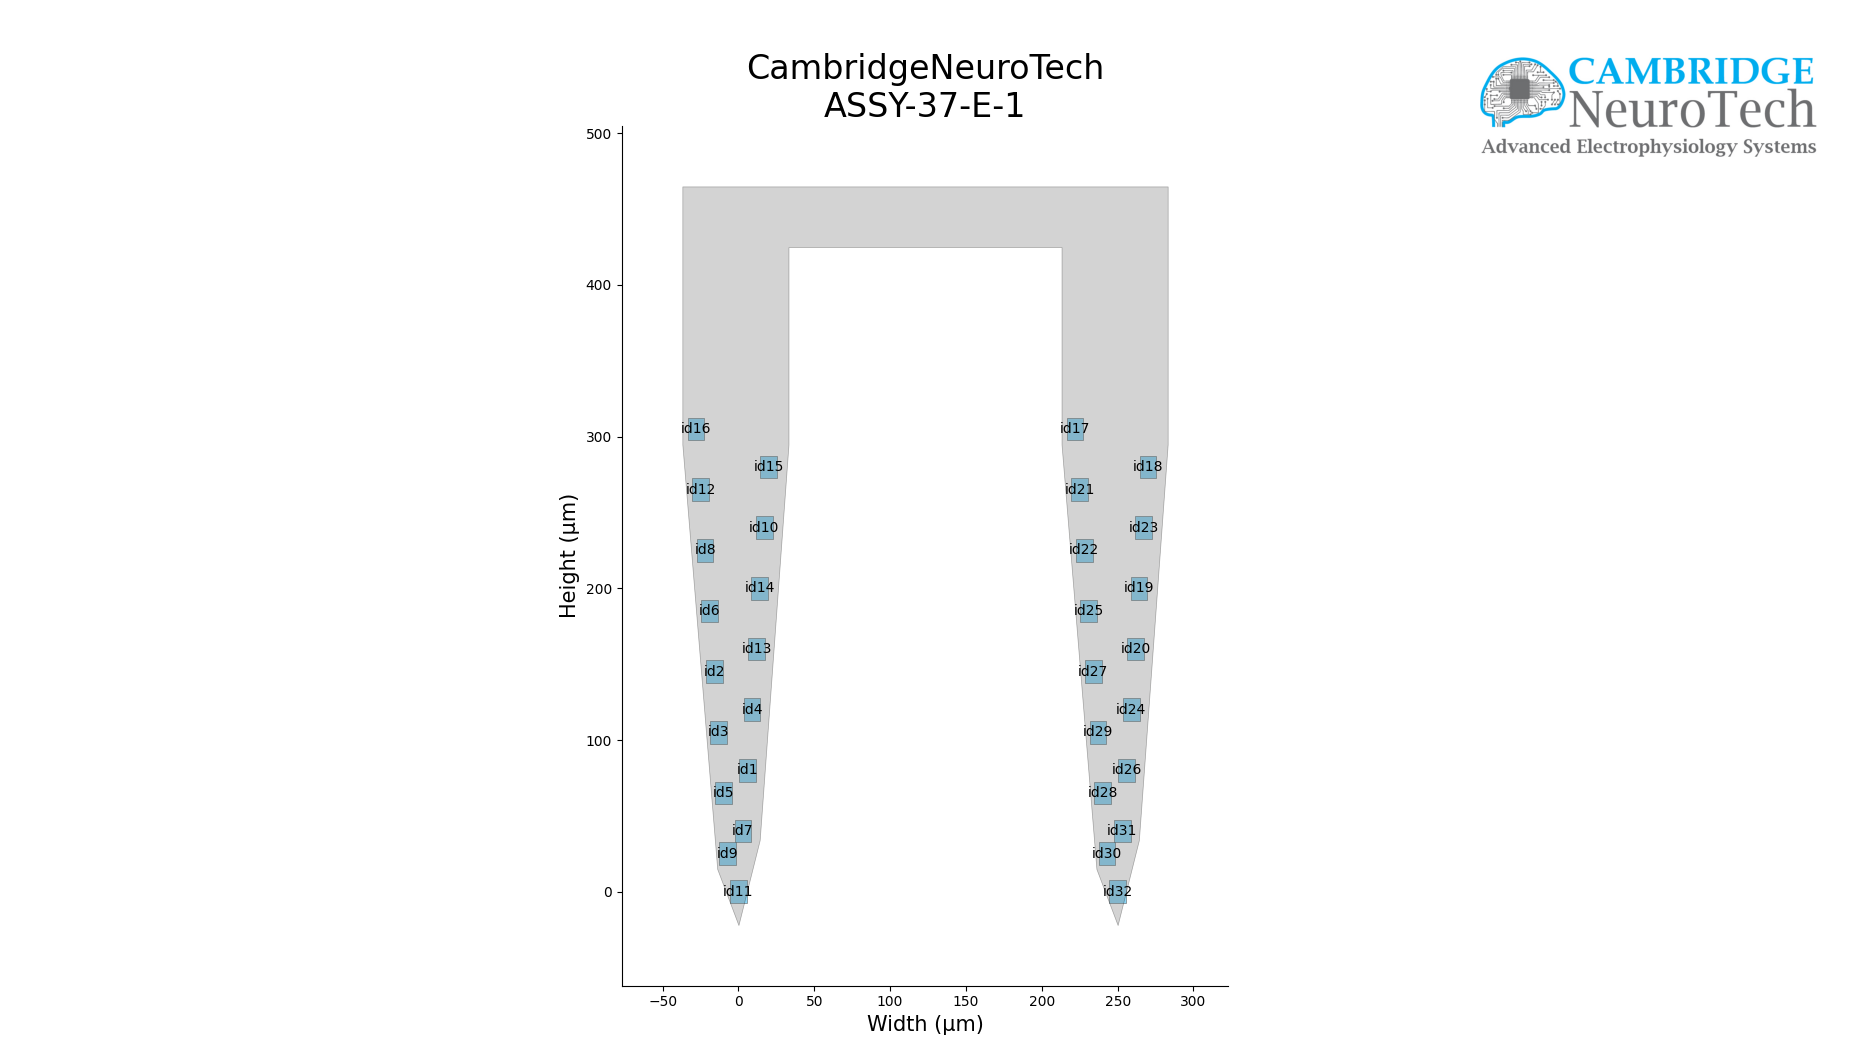 CambridgeNeuroTech
ASSY-37-E-1
CAMBRIDGE
NeuroTech
Advanced Electrophysiology Systems
500
400
300
200
100
0
Height (μm)
id16
id17
id15
id18
id12
id21
id10
id23
id8
id22
id14
id19
id6
id25
id13
id20
id2
id27
id4
id24
id3
id29
id1
id26
id5
id28
id7
id31
id9
id30
id11
id32
−50 0 50 100 150 200 250 300
Width (μm)